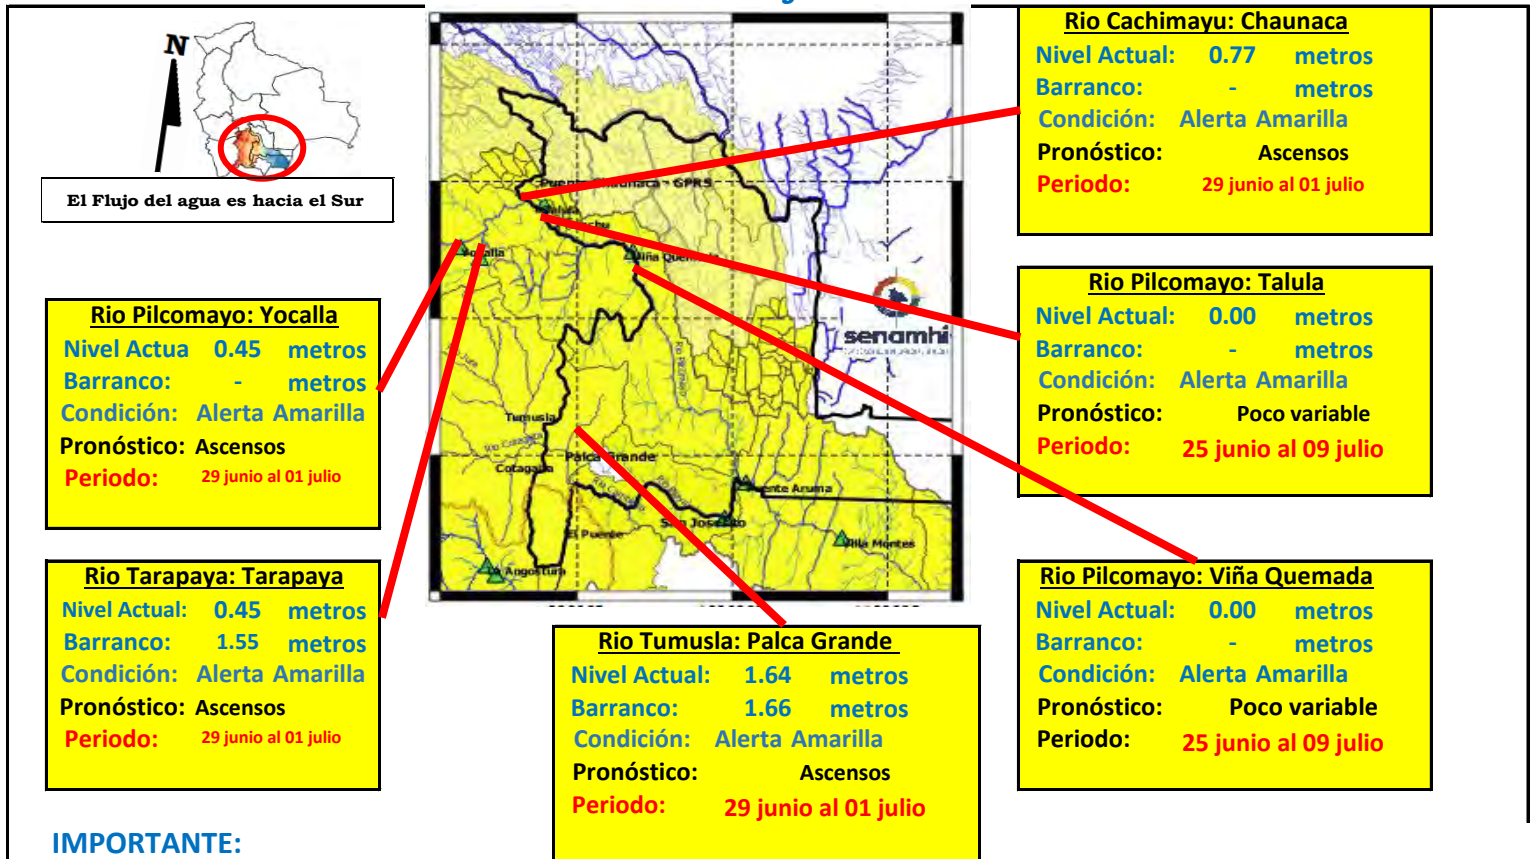 N
El Flujo del agua es hacia el Sur
Rio Pilcomayo: Yocalla
Nivel Actua 0.45 metros
Barranco: - metros
Condición: Alerta Amarilla
Pronóstico: Ascensos
Periodo: 29 junio al 01 julio
Rio Tarapaya: Tarapaya
Nivel Actual: 0.45 metros
Barranco: 1.55 metros
Condición: Alerta Amarilla
Pronóstico: Ascensos
Periodo: 29 junio al 01 julio
IMPORTANTE:
Puente Chaunaca - GPRS
Talula
Yocalla
Viña Quemada
senamhi
Tumusla
Palca Grande
Cotagaita
Puente Aruma
San Josecito
El Puente
Villa Montes
Angostura
Rio Tumusla: Palca Grande
Nivel Actual: 1.64 metros
Barranco: 1.66 metros
Condición: Alerta Amarilla
Pronóstico: Ascensos
Periodo: 29 junio al 01 julio
Rio Cachimayu: Chaunaca
Nivel Actual: 0.77 metros
Barranco: - metros
Condición: Alerta Amarilla
Pronóstico: Ascensos
Periodo: 29 junio al 01 julio
Rio Pilcomayo: Talula
Nivel Actual: 0.00 metros
Barranco: - metros
Condición: Alerta Amarilla
Pronóstico: Poco variable
Periodo: 25 junio al 09 julio
Rio Pilcomayo: Viña Quemada
Nivel Actual: 0.00 metros
Barranco: - metros
Condición: Alerta Amarilla
Pronóstico: Poco variable
Periodo: 25 junio al 09 julio